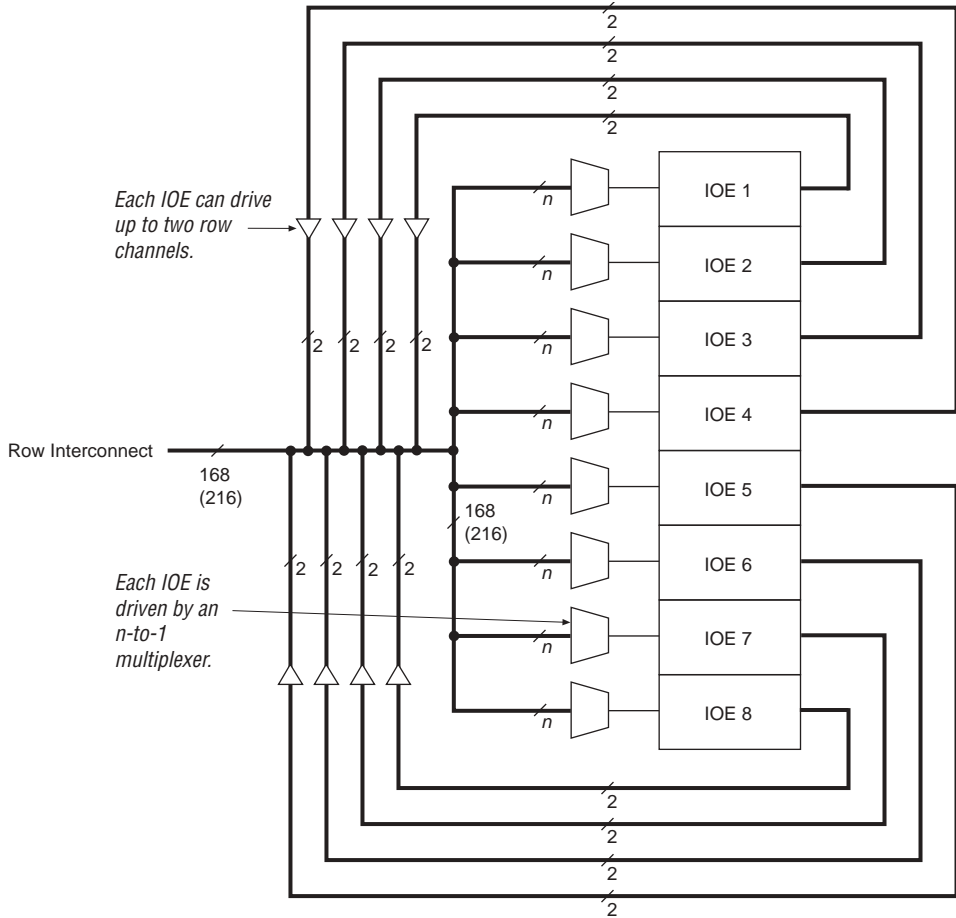 2
2
2
2
Each IOE can drive
up to two row
channels.
n
IOE 1
n
IOE 2
2
2
2
2
n
IOE 3
n
IOE 4
Row Interconnect
168
(216)
n
IOE 5
168
(216)
2
2
2
2
n
IOE 6
Each IOE is
driven by an
n-to-1
multiplexer.
n
IOE 7
n
IOE 8
2
2
2
2